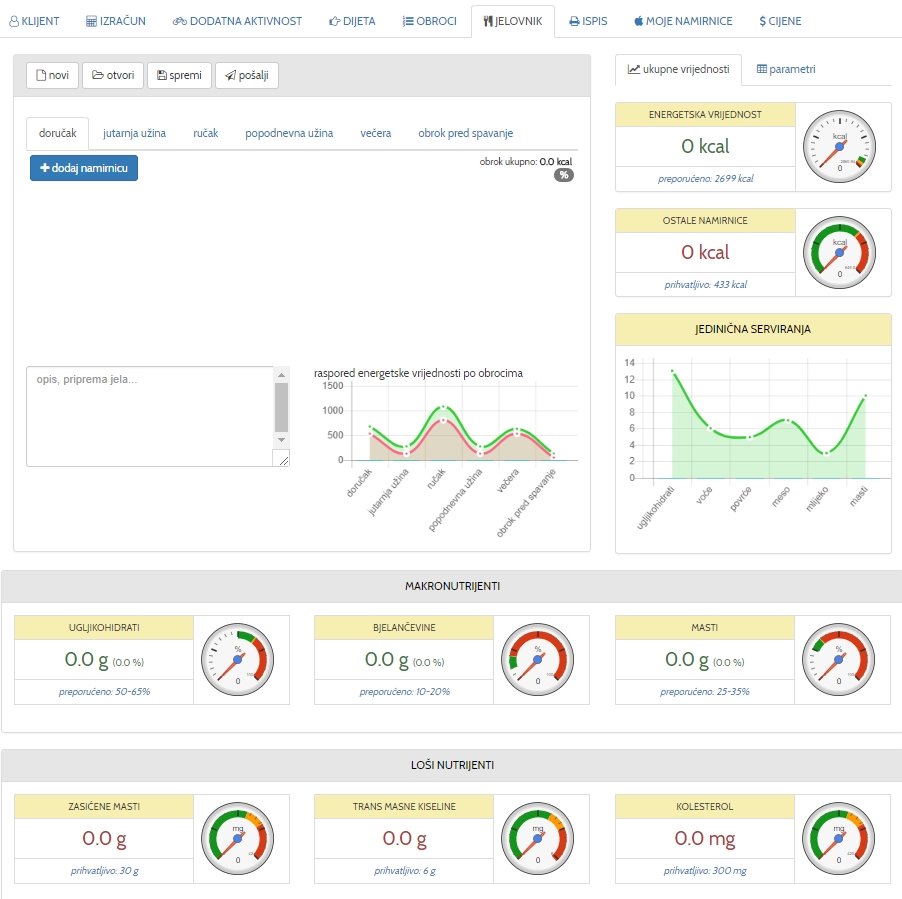 KLIJENT IZRAČUN DODATNA AKTIVNOST DIJETA OBROCI JELOVNIK ISPIS MOJE NAMIRNICE $ CIJENE
novi otvori spremi pošalji
ukupne vrijednosti parametri
doručak jutarnja užina ručak popodnevna užina večera obrok pred spavanje
dodaj namirnicu
obrok ukupno: 0.0 kcal
%
ENERGETSKA VRIJEDNOST
0 kcal
preporučeno: 2699 kcal
kcal
0
OSTALE NAMIRNICE
0 kcal
prihvatljivo: 433 kcal
kcal
0
JEDINIČNA SERVIRANJA
14
12
10
8
6
4
2
0
ugljikohidrati
voće
povrće
meso
mlijeko
masti
opis, priprema jela...
raspored energetske vrijednosti po obrocima
1500
1000
500
0
doručak
jutarnja užina
ručak
popodnevna užina
večera
obrok pred spavanje
MAKRONUTRIJENTI
UGLJIKOHIDRATI
0.0 g (0.0 %)
preporučeno: 50-65%
%
0
BJELANČEVINE
0.0 g (0.0 %)
preporučeno: 10-20%
%
0
MASTI
0.0 g (0.0 %)
preporučeno: 25-35%
%
0
LOŠI NUTRIJENTI
ZASIĆENE MASTI
0.0 g
prihvatljivo: 30 g
mg
0
TRANS MASNE KISELINE
0.0 g
prihvatljivo: 6 g
mg
0
KOLESTEROL
0.0 mg
prihvatljivo: 300 mg
mg
0